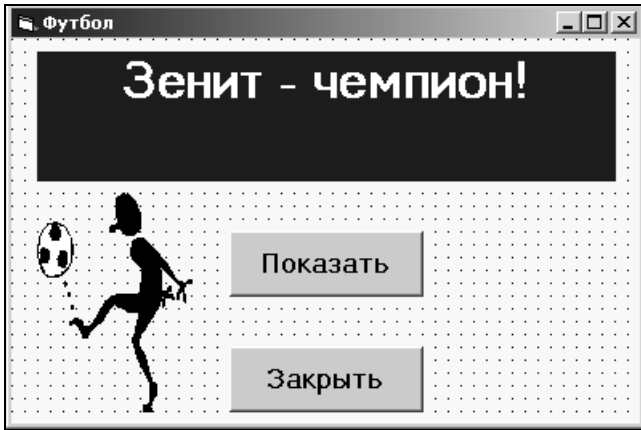 Футбол
Зенит - чемпион!
Показать
Закрыть